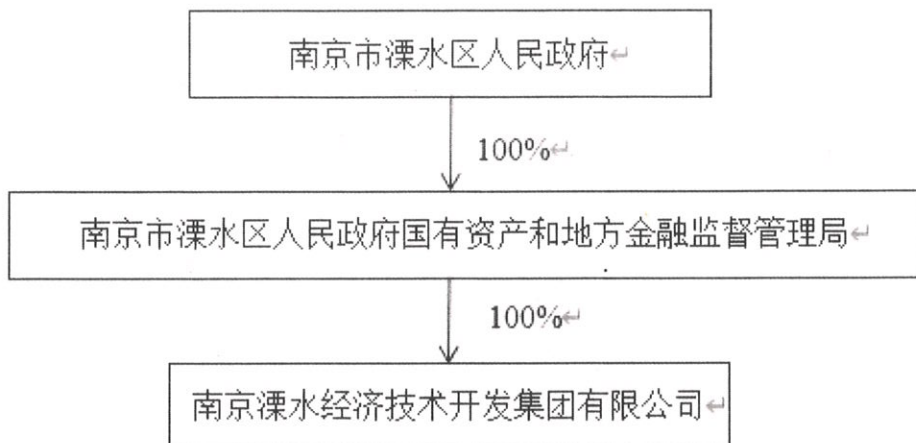 南京市溧水区人民政府↵
100%↵
南京市溧水区人民政府国有资产和地方金融监督管理局↵
100%↵
南京溧水经济技术开发集团有限公司↵